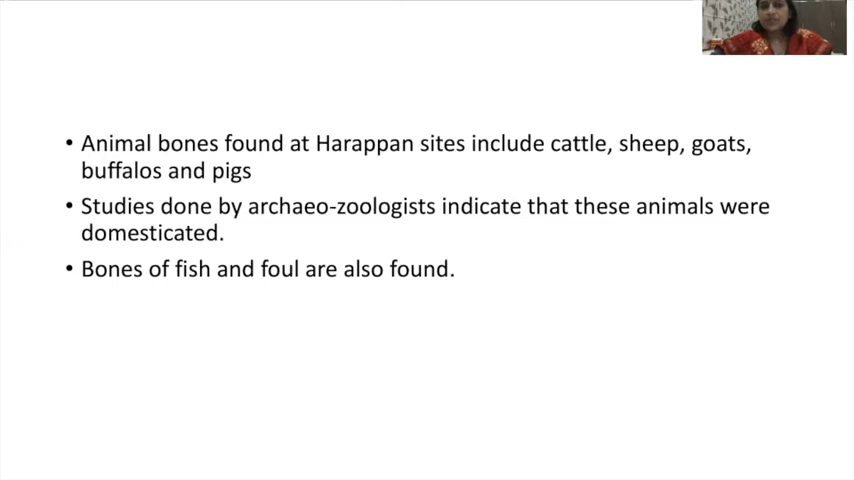 • Animal bones found at Harappan sites include cattle, sheep, goats,
buffalos and pigs
• Studies done by archaeo-zoologists indicate that these animals were
domesticated.
• Bones of fish and foul are also found.